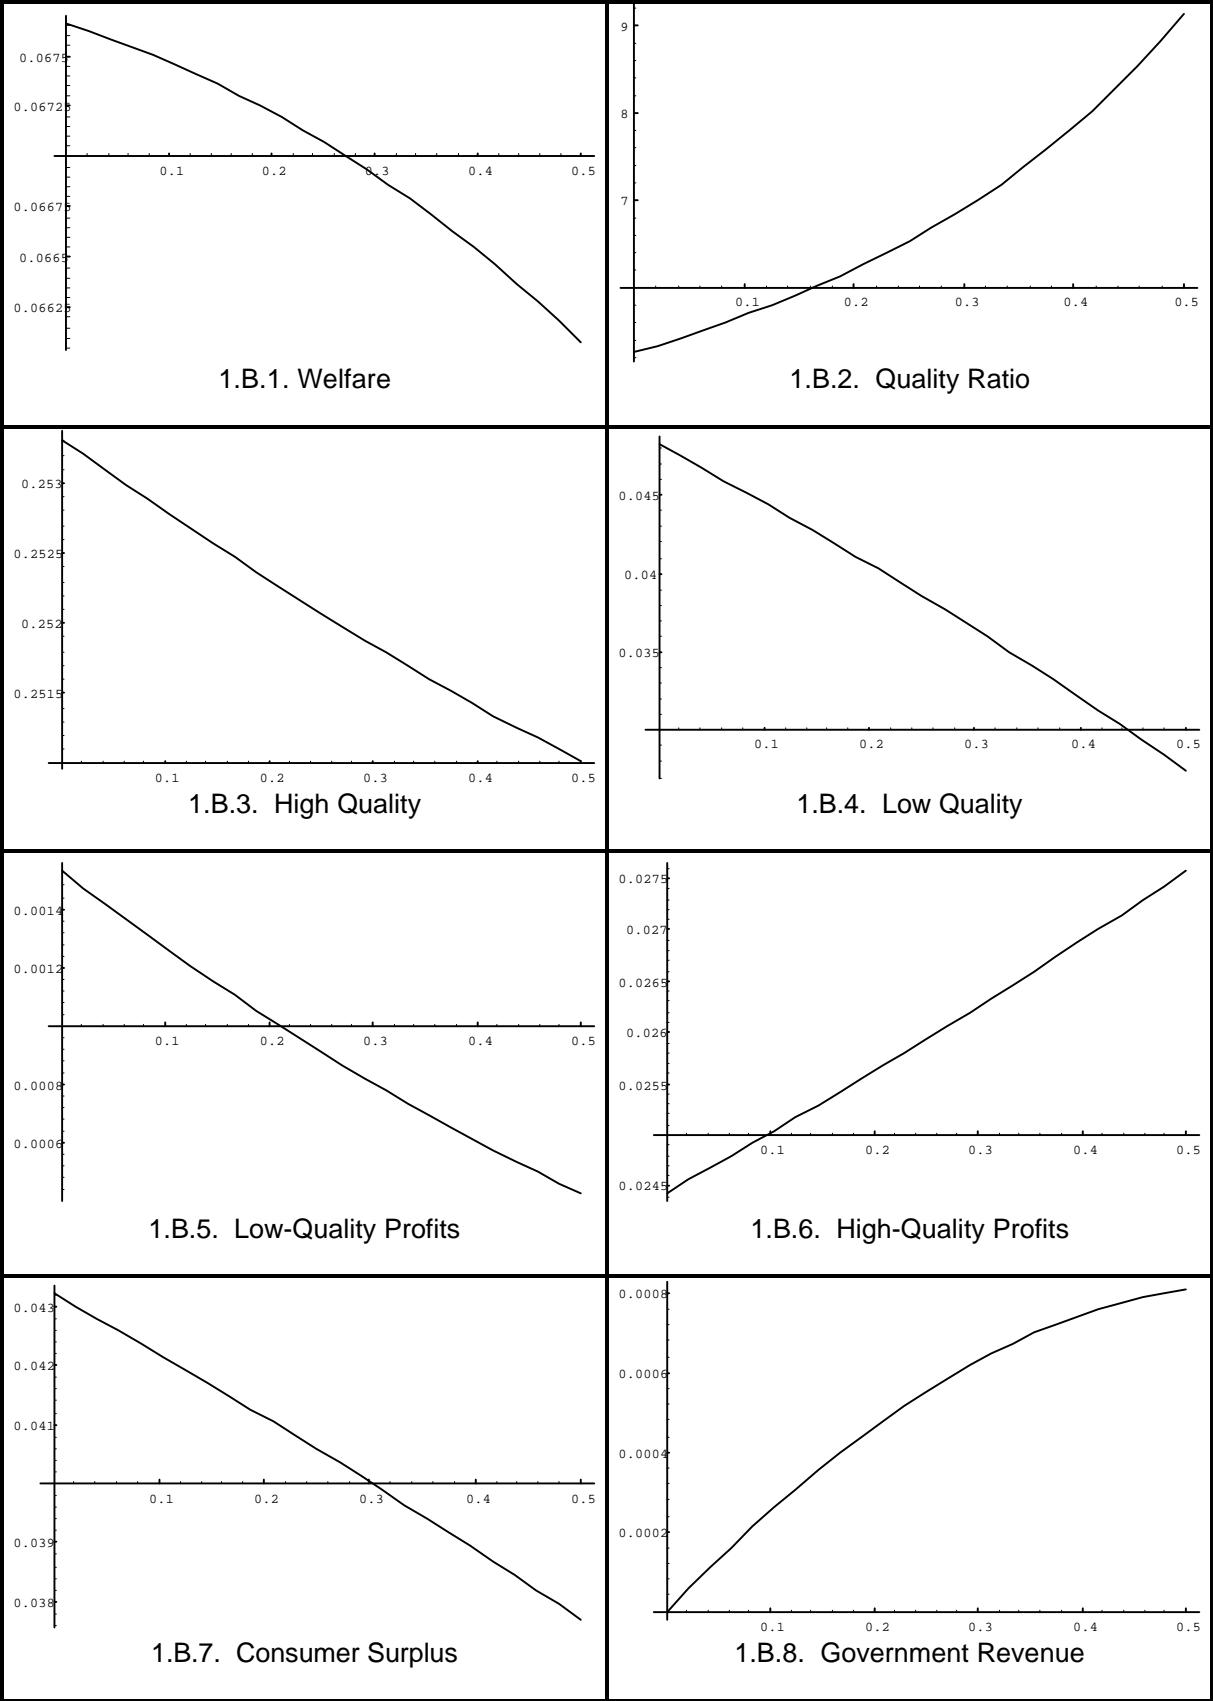 0.0675
0.0672
0.1 0.2 0.3 0.4 0.5
0.0667
0.0665
0.0662
1.B.1. Welfare
9
8
7
0.1 0.2 0.3 0.4 0.5
1.B.2. Quality Ratio
0.253
0.2525
0.252
0.2515
0.1 0.2 0.3 0.4 0.5
1.B.3. High Quality
0.045
0.04
0.035
0.1 0.2 0.3 0.4 0.5
1.B.4. Low Quality
0.0014
0.0012
0.1 0.2 0.3 0.4 0.5
0.0008
0.0006
1.B.5. Low-Quality Profits
0.0275
0.027
0.0265
0.026
0.0255
0.1 0.2 0.3 0.4 0.5
0.0245
1.B.6. High-Quality Profits
0.043
0.042
0.041
0.1 0.2 0.3 0.4 0.5
0.039
0.038
1.B.7. Consumer Surplus
0.0008
0.0006
0.0004
0.0002
0.1 0.2 0.3 0.4 0.5
1.B.8. Government Revenue